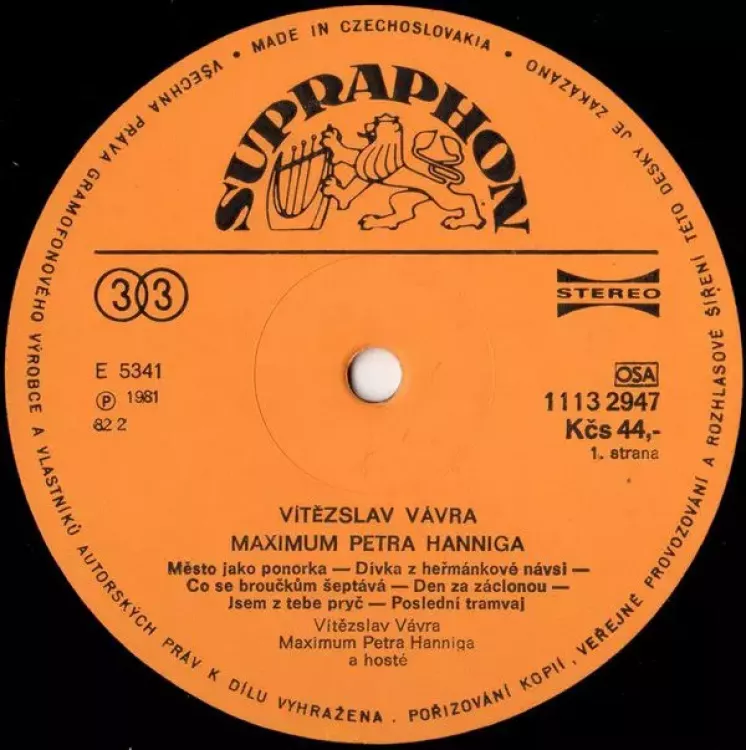 • MADE IN CZECHOSLOVAKIA •
VŠECHNA PRÁVA GRAMOFONOVÉHO VÝROBCE A VLASTNÍKŮ AUTORSKÝCH PRÁV K DÍLU VYHRAŽENA . POŘIZOVÁNÍ KOPIÍ , VEŘEJNÉ PROVOZOVÁNÍ A ROZHLASOVÉ ŠÍŘENÍ TÉTO DESKY JE ZAKÁZÁNO
SUPRAPHON
33
STEREO
E 5341
Ⓟ 1981
82 2
OSA
1113 2947
Kčs 44,-
1. strana
VÍTĚZSLAV VÁVRA
MAXIMUM PETRA HANNIGA
Město jako ponorka — Dívka z heřmánkové návsi —
Co se broučkům šeptává — Den za záclonou —
Jsem z tebe pryč — Poslední tramvaj
Vítězslav Vávra
Maximum Petra Hanniga
a hosté